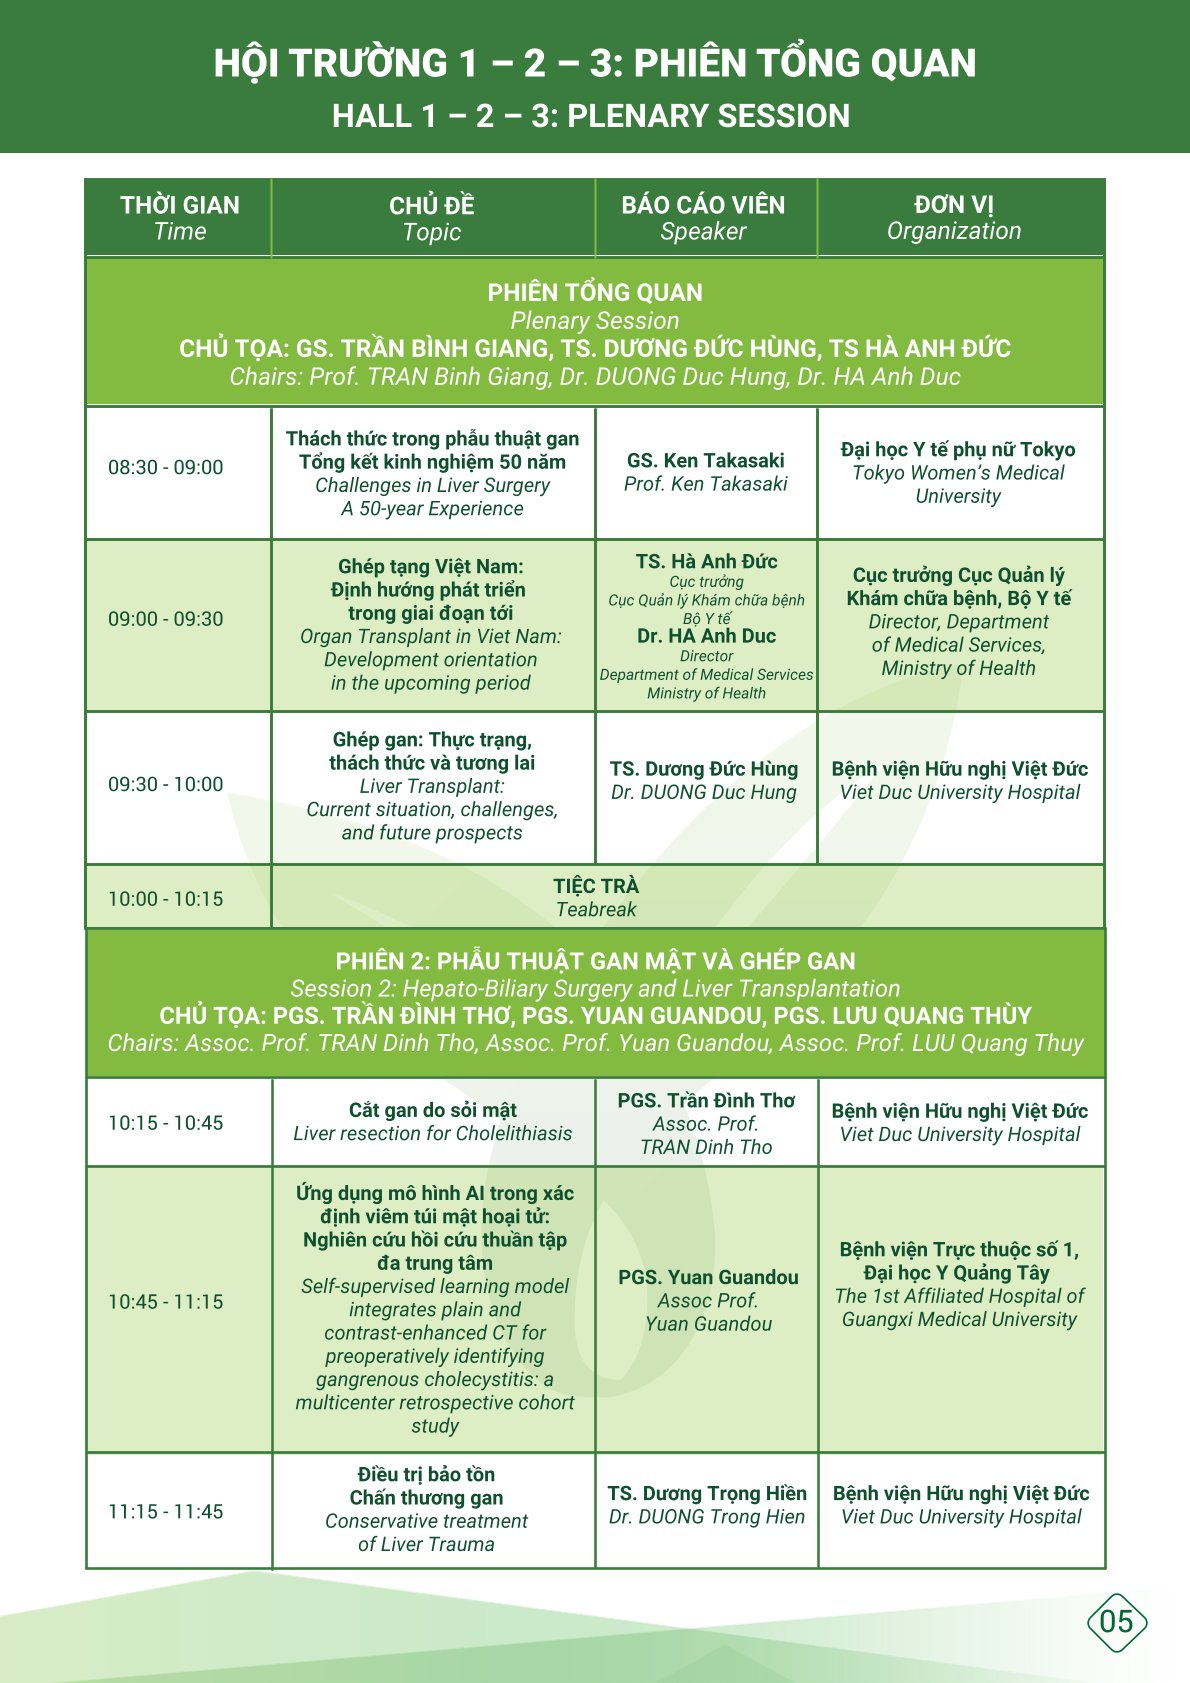 HỘI TRƯỜNG 1 – 2 – 3: PHIÊN TỔNG QUAN
HALL 1 – 2 – 3: PLENARY SESSION
THỜI GIAN
Time
CHỦ ĐỀ
Topic
BÁO CÁO VIÊN
Speaker
ĐƠN VỊ
Organization
PHIÊN TỔNG QUAN
Plenary Session
CHỦ TỌA: GS. TRẦN BÌNH GIANG, TS. DƯƠNG ĐỨC HÙNG, TS HÀ ANH ĐỨC
Chairs: Prof. TRAN Binh Giang, Dr. DUONG Duc Hung, Dr. HA Anh Duc
08:30 - 09:00
Thách thức trong phẫu thuật gan
Tổng kết kinh nghiệm 50 năm
Challenges in Liver Surgery
A 50-year Experience
GS. Ken Takasaki
Prof. Ken Takasaki
Đại học Y tế phụ nữ Tokyo
Tokyo Women's Medical
University
09:00 - 09:30
Ghép tạng Việt Nam:
Định hướng phát triển
trong giai đoạn tới
Organ Transplant in Viet Nam:
Development orientation
in the upcoming period
TS. Hà Anh Đức
Cục trưởng
Cục Quản lý Khám chữa bệnh
Bộ Y tế
Dr. HA Anh Duc
Director
Department of Medical Services
Ministry of Health
Cục trưởng Cục Quản lý
Khám chữa bệnh, Bộ Y tế
Director, Department
of Medical Services,
Ministry of Health
09:30 - 10:00
Ghép gan: Thực trạng,
thách thức và tương lai
Liver Transplant:
Current situation, challenges,
and future prospects
TS. Dương Đức Hùng
Dr. DUONG Duc Hung
Bệnh viện Hữu nghị Việt Đức
Viet Duc University Hospital
10:00 - 10:15
TIỆC TRÀ
Teabreak
PHIÊN 2: PHẪU THUẬT GAN MẬT VÀ GHÉP GAN
Session 2: Hepato-Biliary Surgery and Liver Transplantation
CHỦ TỌA: PGS. TRẦN ĐÌNH THƠ, PGS. YUAN GUANDOU, PGS. LƯU QUANG THÙY
Chairs: Assoc. Prof. TRAN Dinh Tho, Assoc. Prof. Yuan Guandou, Assoc. Prof. LUU Quang Thuy
10:15 - 10:45
Cắt gan do sỏi mật
Liver resection for Cholelithiasis
PGS. Trần Đình Thơ
Assoc. Prof.
TRAN Dinh Tho
Bệnh viện Hữu nghị Việt Đức
Viet Duc University Hospital
10:45 - 11:15
Ứng dụng mô hình AI trong xác
định viêm túi mật hoại tử:
Nghiên cứu hồi cứu thuần tập
đa trung tâm
Self-supervised learning model
integrates plain and
contrast-enhanced CT for
preoperatively identifying
gangrenous cholecystitis: a
multicenter retrospective cohort
study
PGS. Yuan Guandou
Assoc Prof.
Yuan Guandou
Bệnh viện Trực thuộc số 1,
Đại học Y Quảng Tây
The 1st Affiliated Hospital of
Guangxi Medical University
11:15 - 11:45
Điều trị bảo tồn
Chấn thương gan
Conservative treatment
of Liver Trauma
TS. Dương Trọng Hiền
Dr. DUONG Trong Hien
Bệnh viện Hữu nghị Việt Đức
Viet Duc University Hospital
05